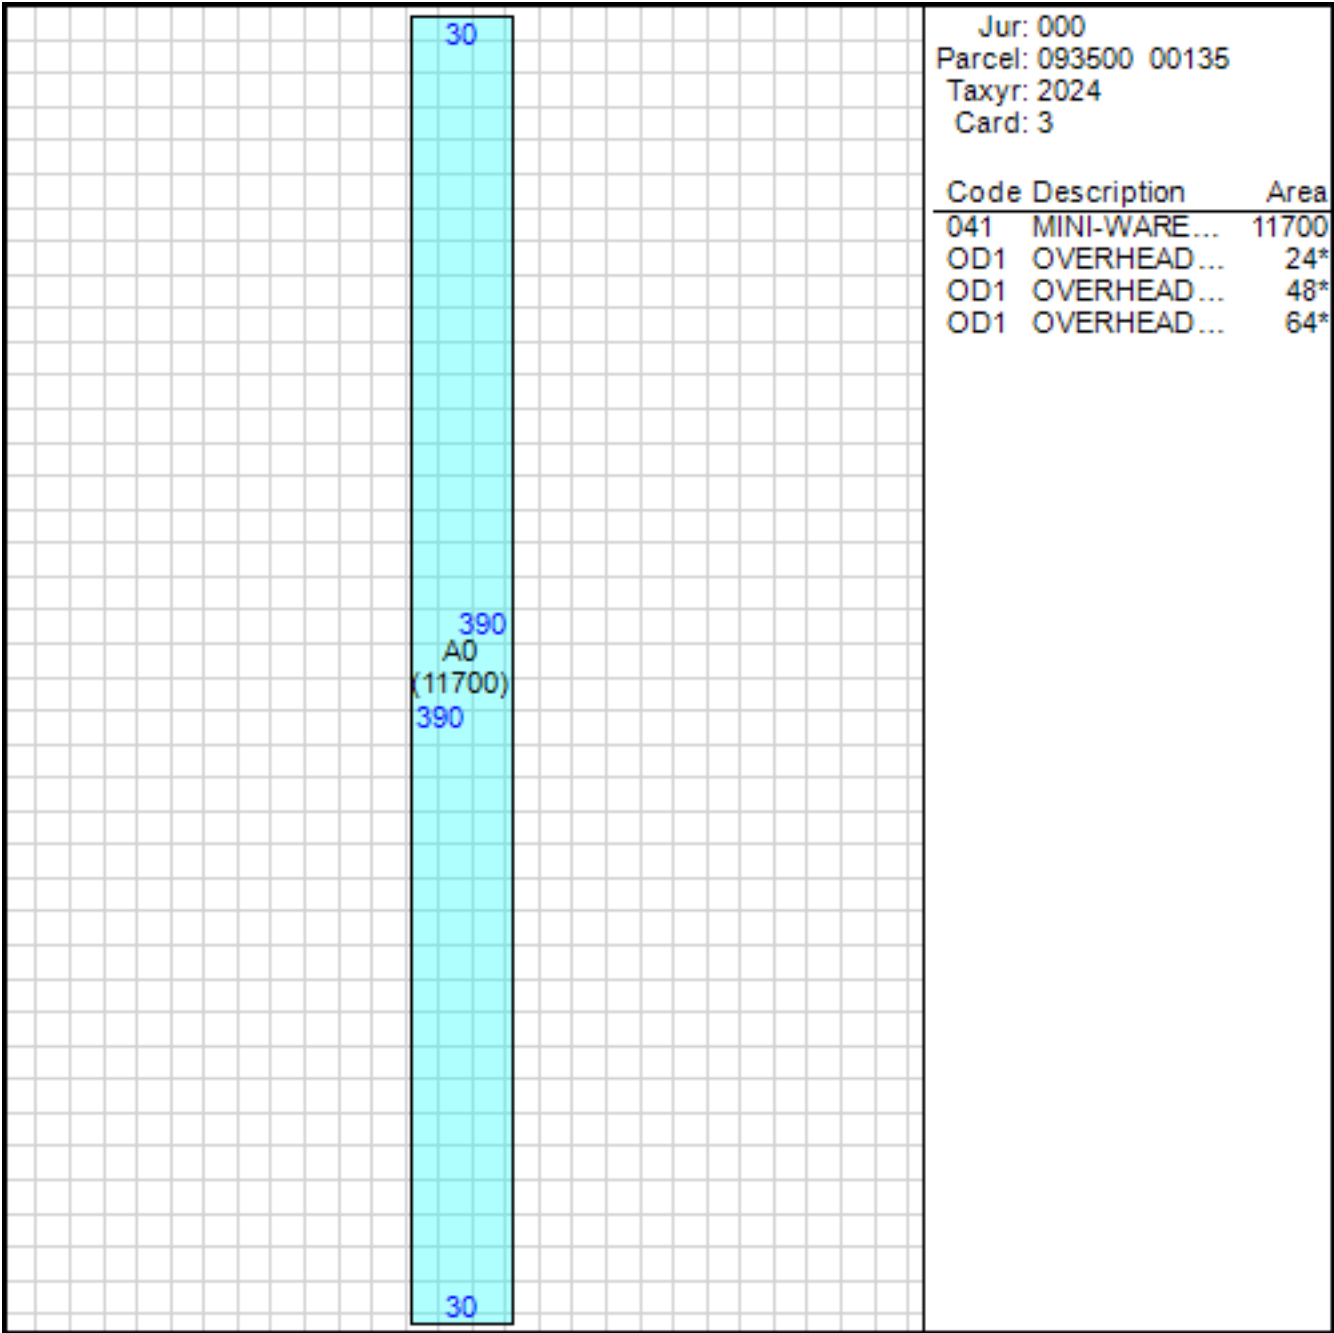 30
390
A0
(11700)
390
30
Jur: 000
Parcel: 093500 00135
Taxyr: 2024
Card: 3
Code Description Area
041 MINI-WARE... 11700
OD1 OVERHEAD... 24*
OD1 OVERHEAD... 48*
OD1 OVERHEAD... 64*